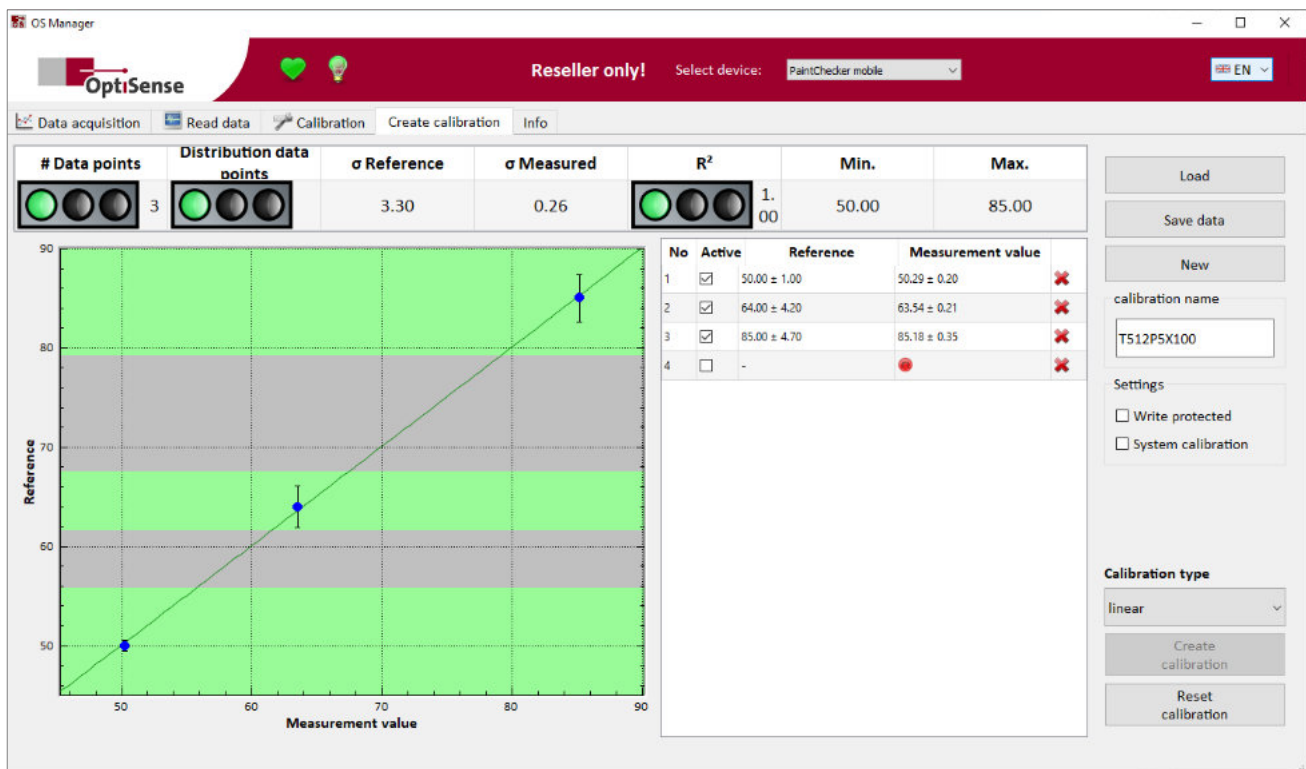 OS Manager
OptiSense
Reseller only!
Select device:
PaintChecker mobile
EN
Data acquisition
Read data
Calibration
Create calibration
Info
# Data points
Distribution data
points
σ Reference
σ Measured
R²
Min.
Max.
3
3.30
0.26
1.
00
50.00
85.00
Load
Save data
New
calibration name
T512P5X100
Settings
Write protected
System calibration
Calibration type
linear
Create
calibration
Reset
calibration
No Active Reference Measurement value
1 50.00 ± 1.00 50.29 ± 0.20
2 64.00 ± 4.20 63.54 ± 0.21
3 85.00 ± 4.70 85.18 ± 0.35
4 -
90
80
70
60
50
Reference
50 60 70 80 90
Measurement value